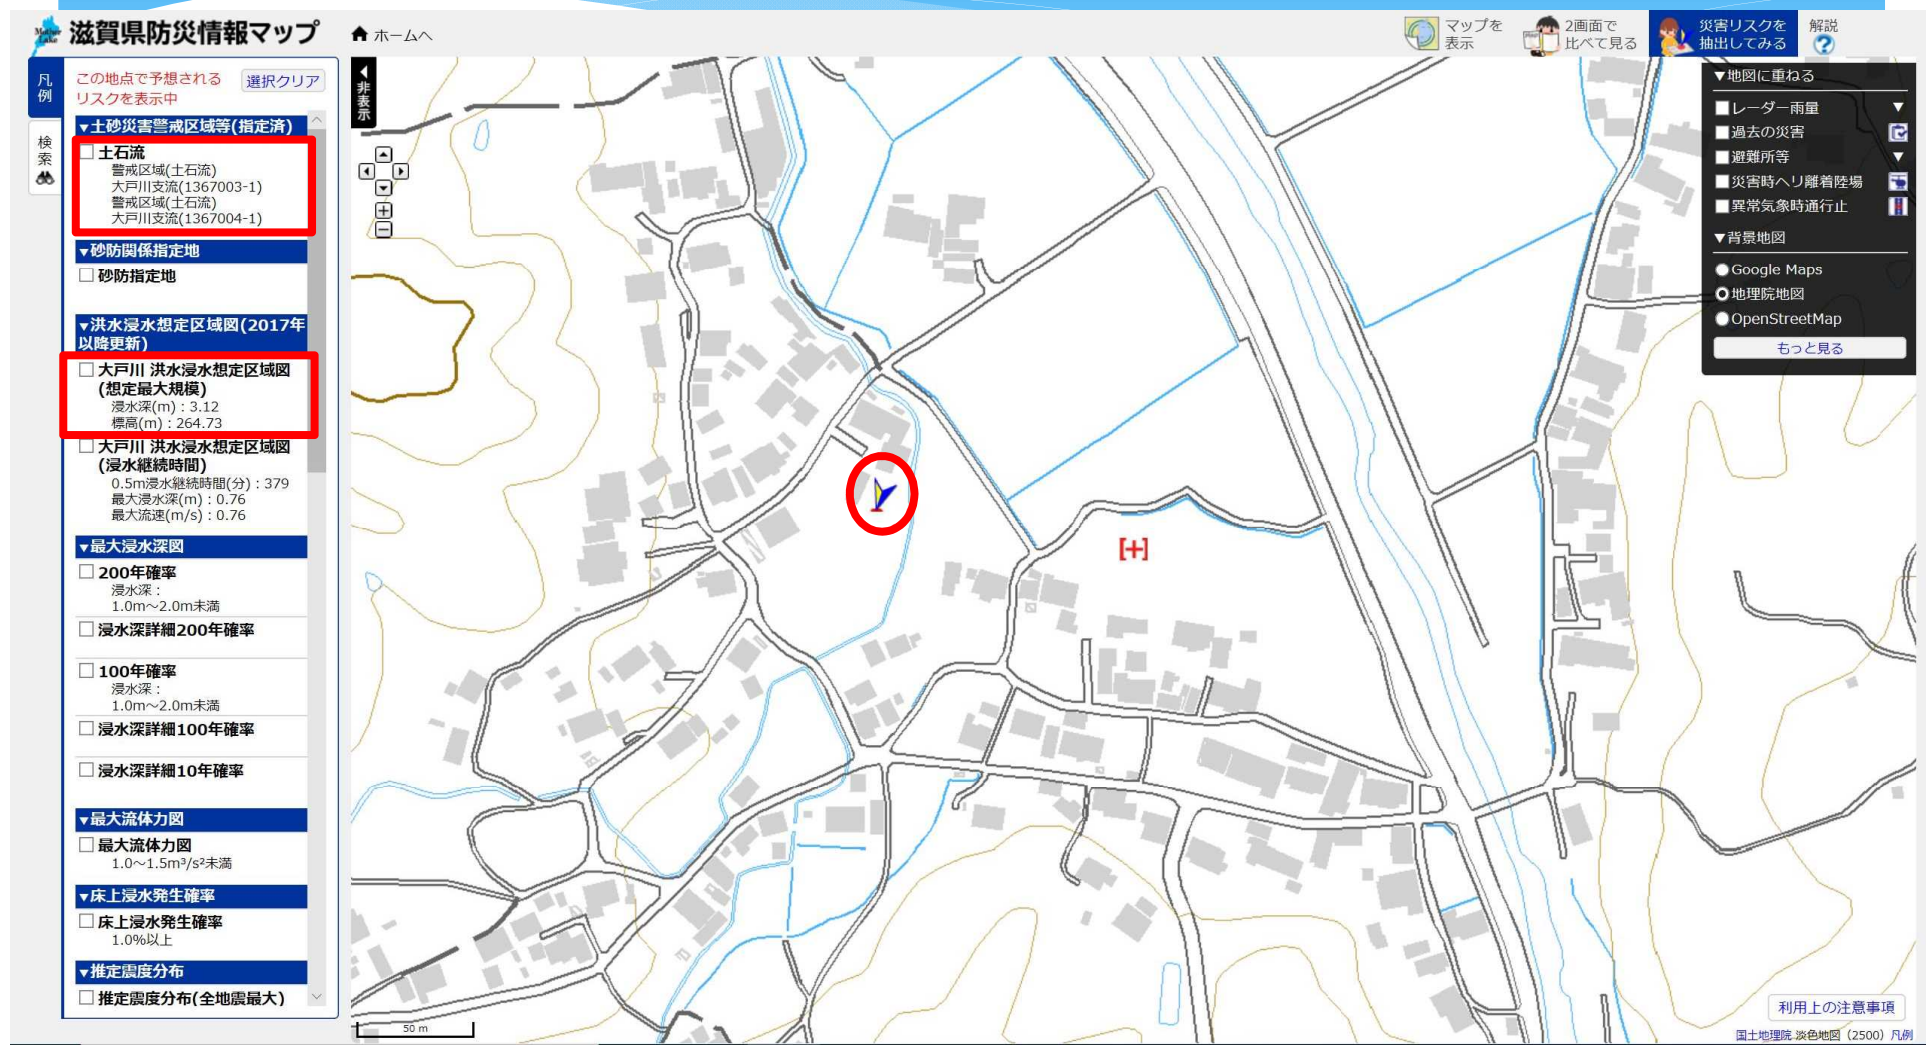 Mother Lake
滋賀県防災情報マップ
ホームへ
マップを
表示
2画面で
比べて見る
災害リスクを
抽出してみる
解説
?
凡例
検索
この地点で予想される
リスクを表示中
選択クリア
▼土砂災害警戒区域等(指定済)
土石流
警戒区域(土石流)
大戸川支流(1367003-1)
警戒区域(土石流)
大戸川支流(1367004-1)
▼砂防関係指定地
砂防指定地
▼洪水浸水想定区域図(2017年
以降更新)
大戸川 洪水浸水想定区域図
(想定最大規模)
浸水深(m)：3.12
標高(m)：264.73
大戸川 洪水浸水想定区域図
(浸水継続時間)
0.5m浸水継続時間(分)：379
最大浸水深(m)：0.76
最大流速(m/s)：0.76
▼最大浸水深図
200年確率
浸水深：
1.0m～2.0m未満
浸水深詳細200年確率
100年確率
浸水深：
1.0m～2.0m未満
浸水深詳細100年確率
浸水深詳細10年確率
▼最大流体力図
最大流体力図
1.0～1.5m³/s²未満
▼床上浸水発生確率
床上浸水発生確率
1.0%以上
▼推定震度分布
推定震度分布(全地震最大)
非表示
[+]
50 m
▼地図に重ねる
レーダー雨量
過去の災害
避難所等
災害時ヘリ離着陸場
異常気象時通行止
▼背景地図
Google Maps
地理院地図
OpenStreetMap
もっと見る
利用上の注意事項
国土地理院 淡色地図（2500）凡例